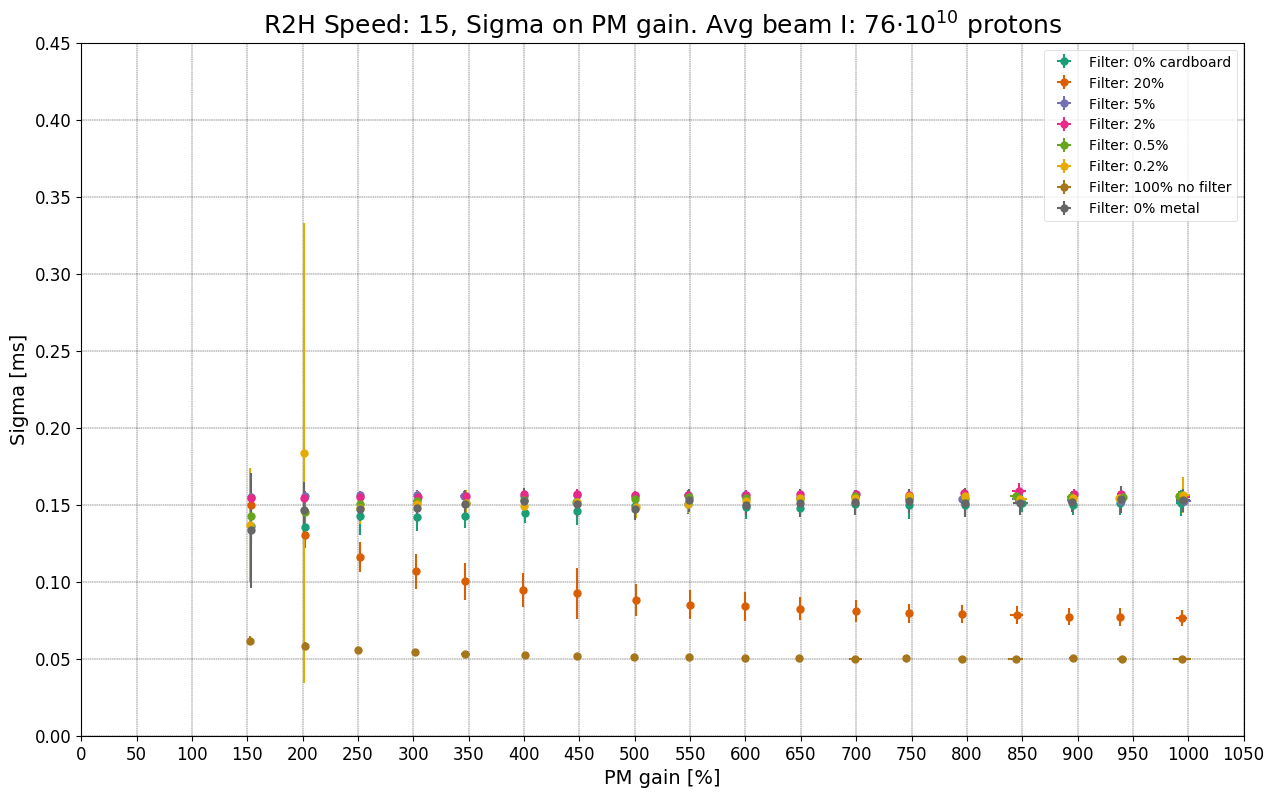 R2H Speed: 15, Sigma on PM gain. Avg beam I: 76·10¹⁰ protons
Filter: 0% cardboard
Filter: 20%
Filter: 5%
Filter: 2%
Filter: 0.5%
Filter: 0.2%
Filter: 100% no filter
Filter: 0% metal
Sigma [ms]
0.45
0.40
0.35
0.30
0.25
0.20
0.15
0.10
0.05
0.00
0 50 100 150 200 250 300 350 400 450 500 550 600 650 700 750 800 850 900 950 1000 1050
PM gain [%]